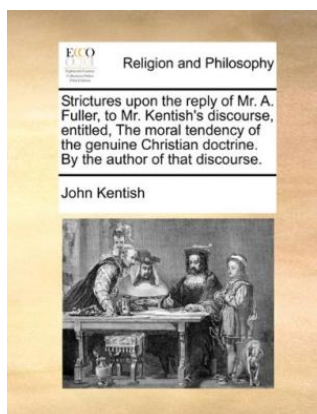 ECCO
Religion and Philosophy
Strictures upon the reply of Mr. A.
Fuller, to Mr. Kentish's discourse,
entitled, The moral tendency of
the genuine Christian doctrine.
By the author of that discourse.
John Kentish